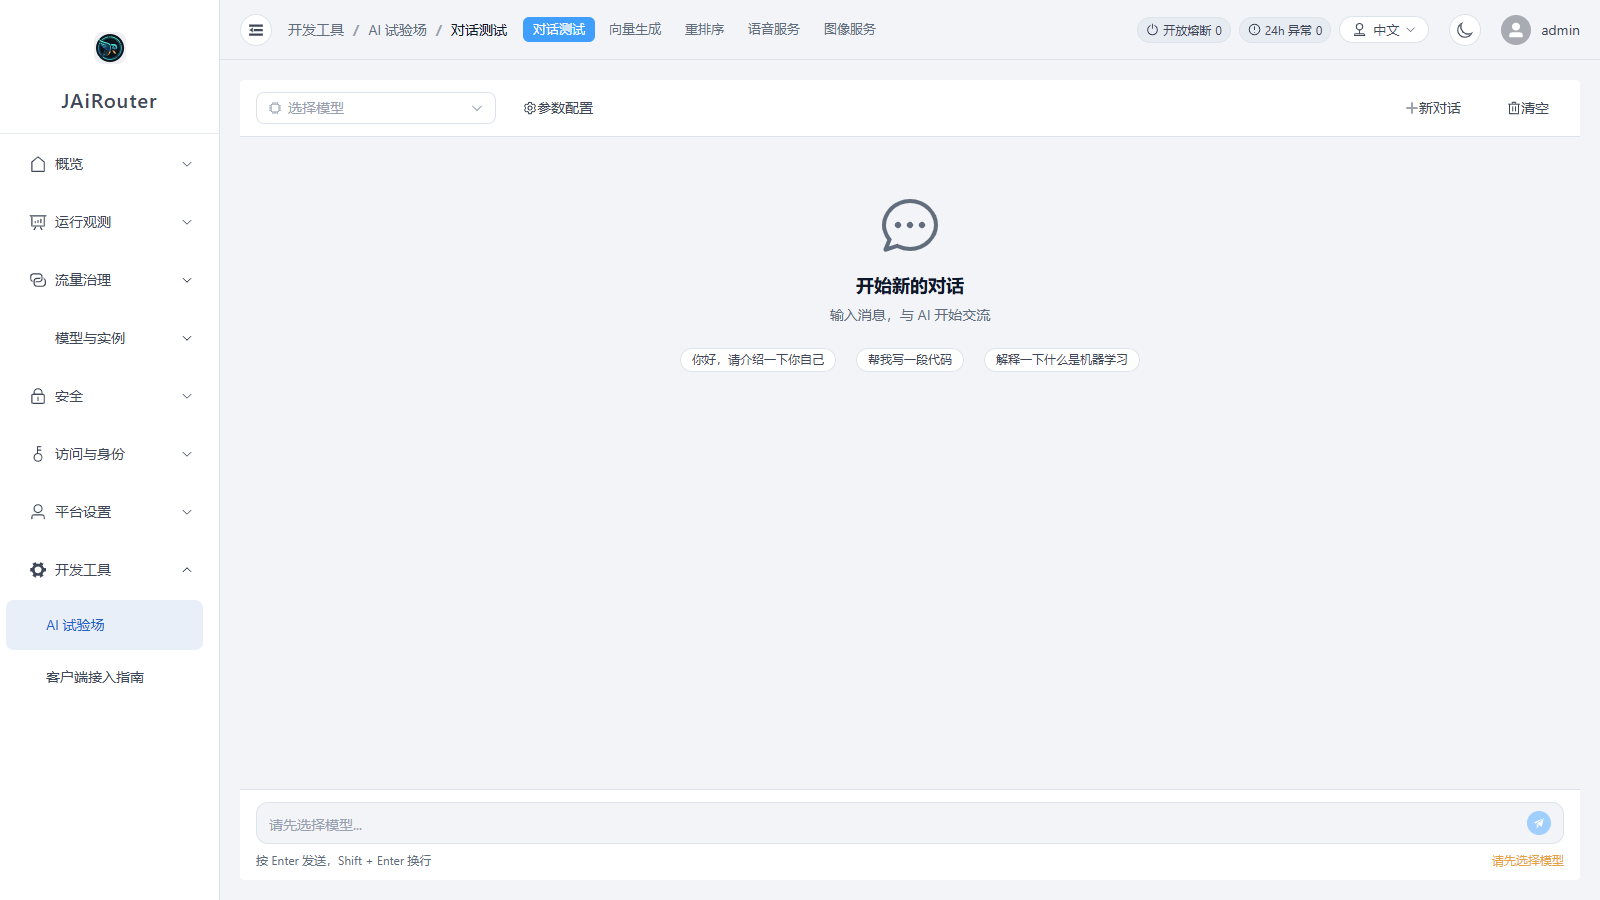 JAiRouter
概览
运行观测
流量治理
模型与实例
安全
访问与身份
平台设置
开发工具
AI 试验场
客户端接入指南
开发工具 / AI 试验场 / 对话测试 对话测试 向量生成 重排序 语音服务 图像服务 开放熔断 0 24h 异常 0 中文 admin
选择模型 参数配置 新对话 清空
开始新的对话
输入消息，与 AI 开始交流
你好，请介绍一下你自己 帮我写一段代码 解释一下什么是机器学习
请先选择模型...
按 Enter 发送，Shift + Enter 换行 请先选择模型